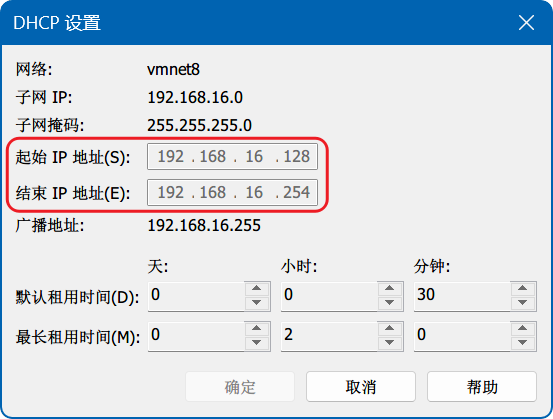 DHCP 设置
网络: vmnet8
子网 IP: 192.168.16.0
子网掩码: 255.255.255.0
起始 IP 地址(S): 192 . 168 . 16 . 128
结束 IP 地址(E): 192 . 168 . 16 . 254
广播地址: 192.168.16.255
天: 小时: 分钟:
默认租用时间(D): 0 0 30
最长租用时间(M): 0 2 0
确定 取消 帮助